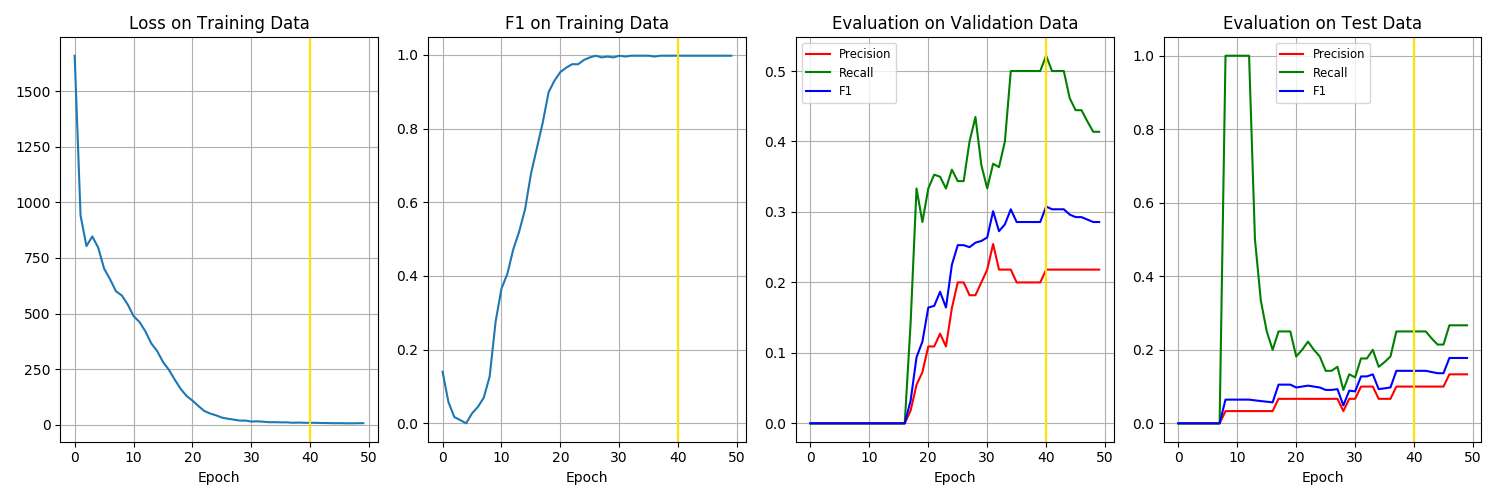 Loss on Training Data
1500
1250
1000
750
500
250
0
0 10 20 30 40 50
Epoch
F1 on Training Data
1.0
0.8
0.6
0.4
0.2
0.0
0 10 20 30 40 50
Epoch
Evaluation on Validation Data
Precision
Recall
F1
0.5
0.4
0.3
0.2
0.1
0.0
0 10 20 30 40 50
Epoch
Evaluation on Test Data
Precision
Recall
F1
1.0
0.8
0.6
0.4
0.2
0.0
0 10 20 30 40 50
Epoch